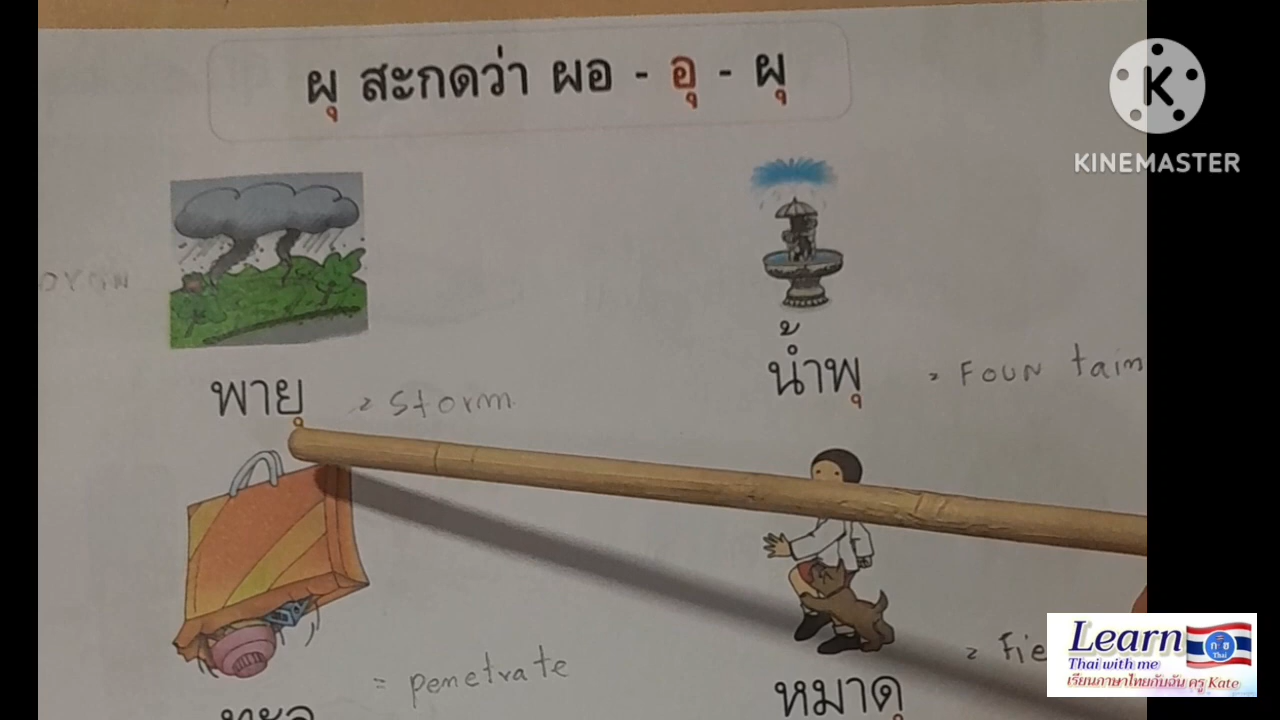 ผุ สะกดว่า ผอ - อุ - ผุ
KINEMASTER
พายุ = storm
น้ำพุ = Foun tain
= penetrate
หมาดุ
Learn
Thai with me
เรียนภาษาไทยกับฉัน ครู Kate